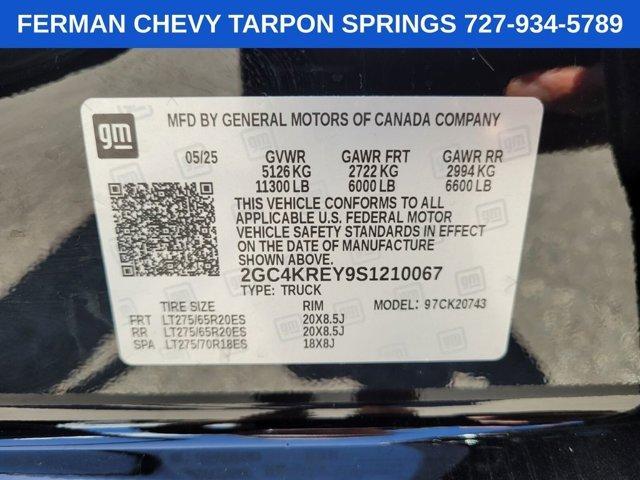 FERMAN CHEVY TARPON SPRINGS 727-934-5789
gm
MFD BY GENERAL MOTORS OF CANADA COMPANY
05/25 GVWR GAWR FRT GAWR RR
5126 KG 2722 KG 2994 KG
11300 LB 6000 LB 6600 LB
THIS VEHICLE CONFORMS TO ALL
APPLICABLE U.S. FEDERAL MOTOR
VEHICLE SAFETY STANDARDS IN
EFFECT ON THE DATE OF MANUFACTURE
SHOWN ABOVE.
2GC4KREY9S1210067
TYPE: TRUCK
TIRE SIZE RIM MODEL: 97CK20743
FRT LT275/65R20ES 20X8.5J
RR LT275/65R20ES 20X8.5J
SPA LT275/70R18ES 18X8J